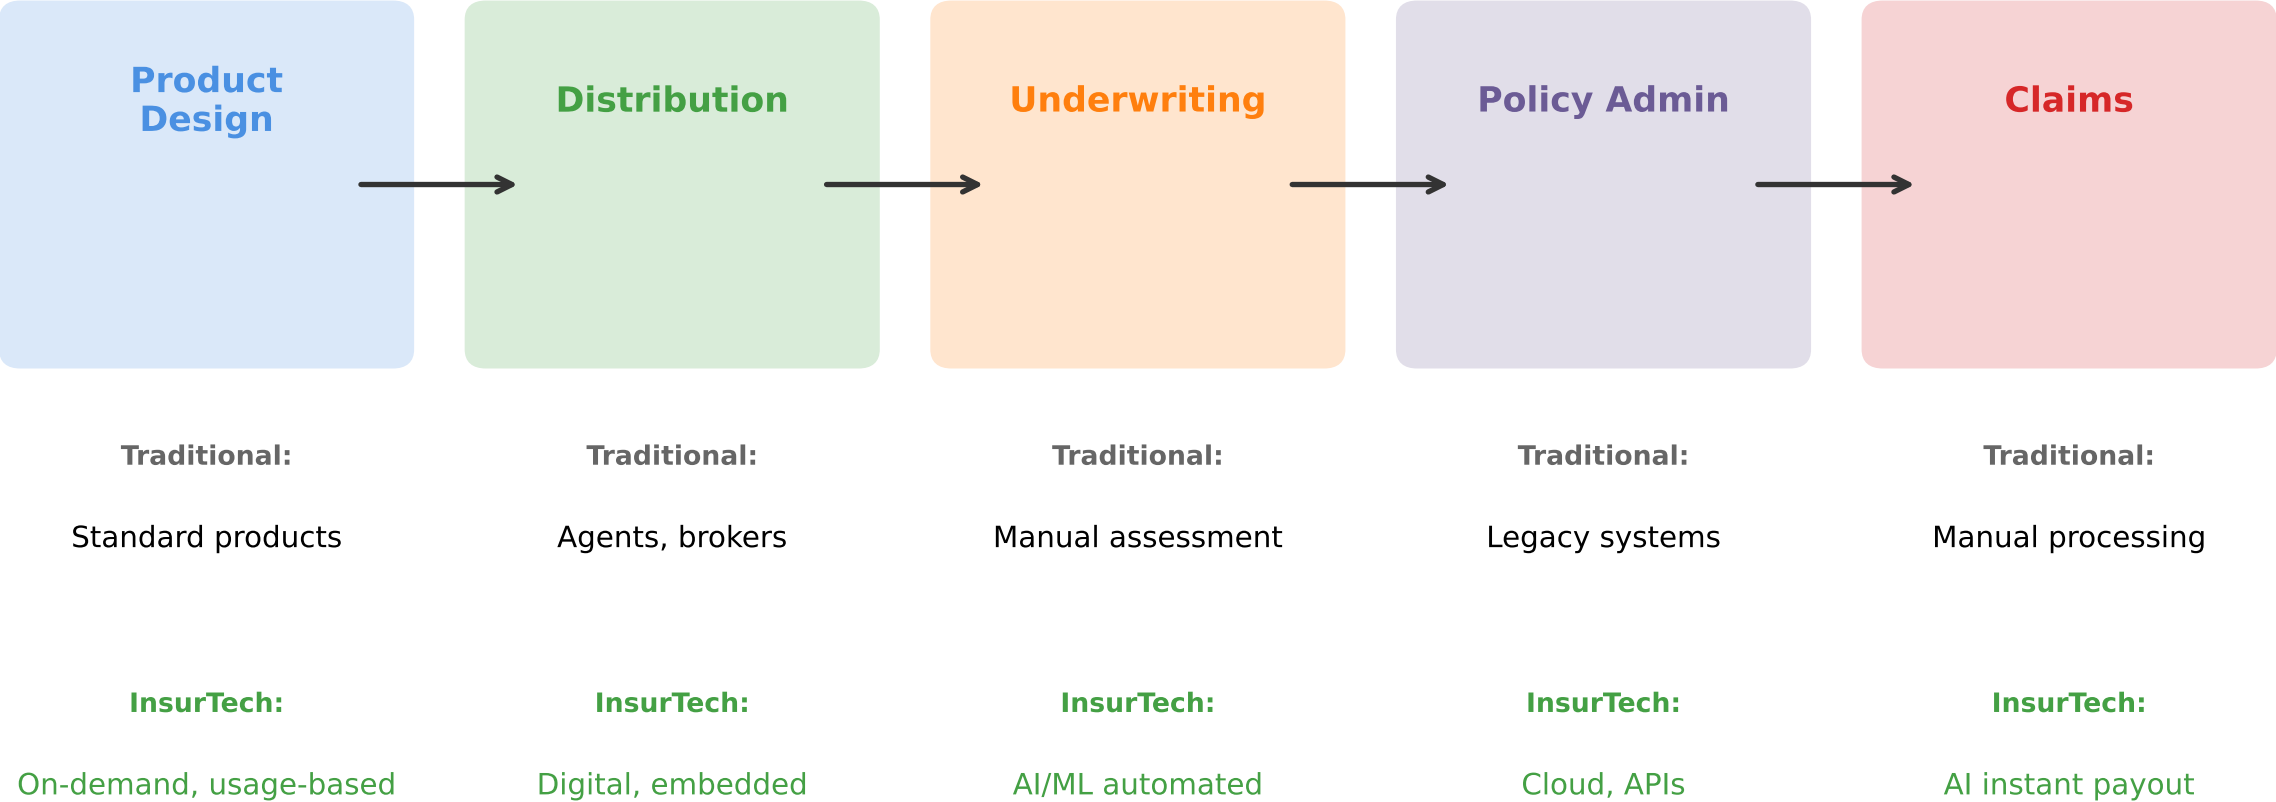 Product
Design
Distribution
Underwriting
Policy Admin
Claims
Traditional:
Standard products
InsurTech:
On-demand, usage-based
Traditional:
Agents, brokers
InsurTech:
Digital, embedded
Traditional:
Manual assessment
InsurTech:
AI/ML automated
Traditional:
Legacy systems
InsurTech:
Cloud, APIs
Traditional:
Manual processing
InsurTech:
AI instant payout